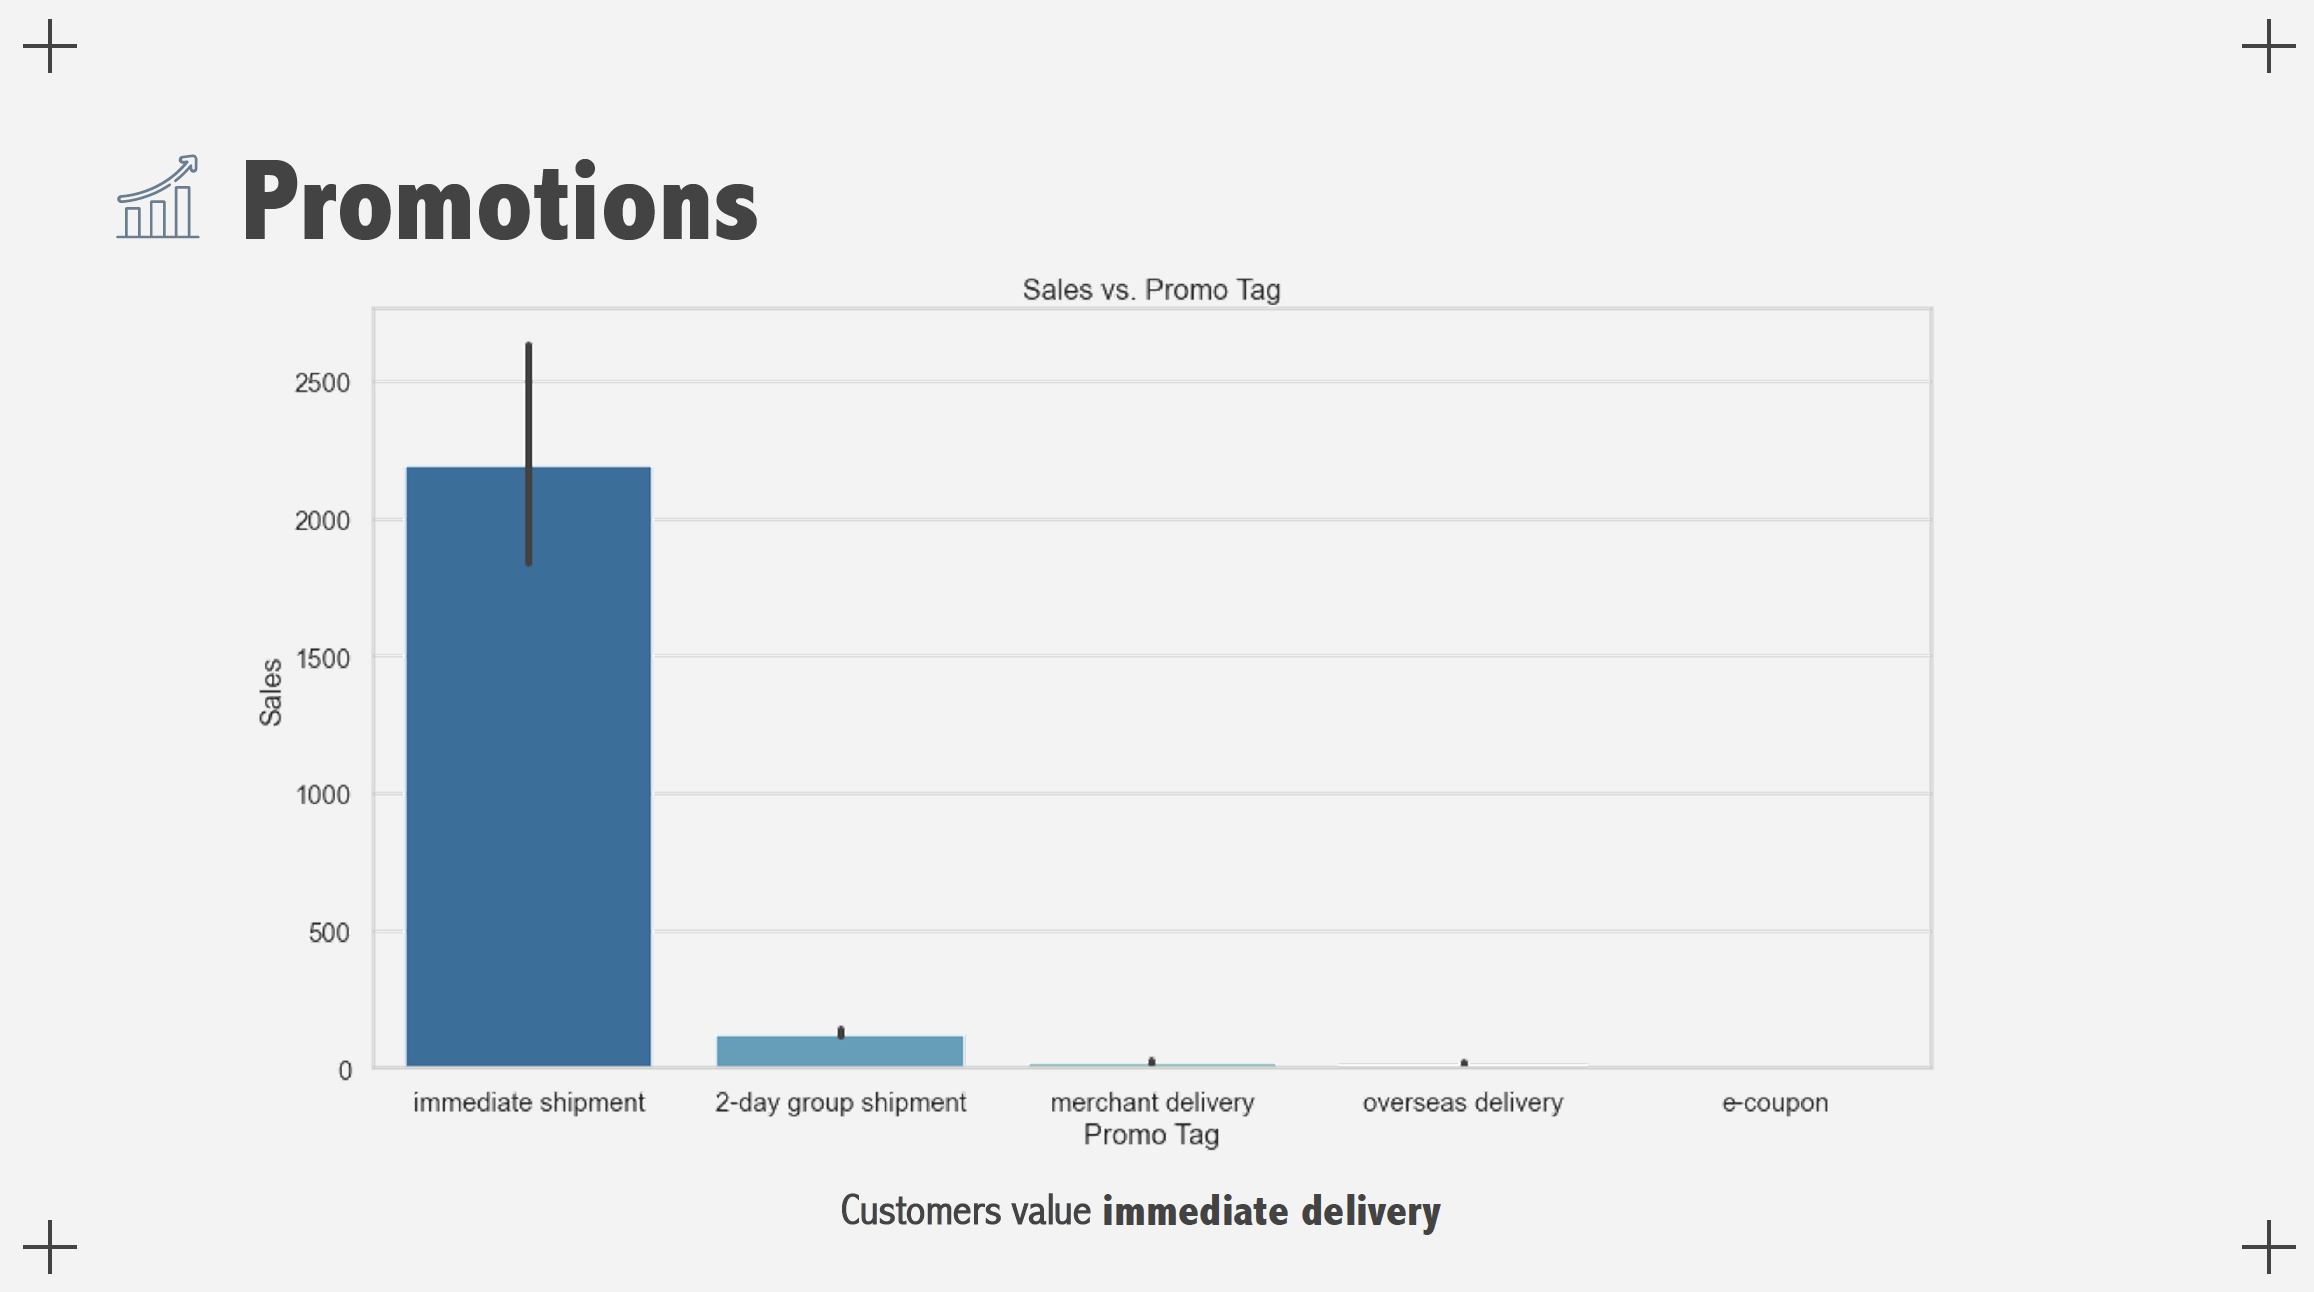 Promotions
Sales vs. Promo Tag
2500
2000
1500
1000
500
0
Sales
immediate shipment
2-day group shipment
merchant delivery
overseas delivery
e-coupon
Promo Tag
Customers value immediate delivery